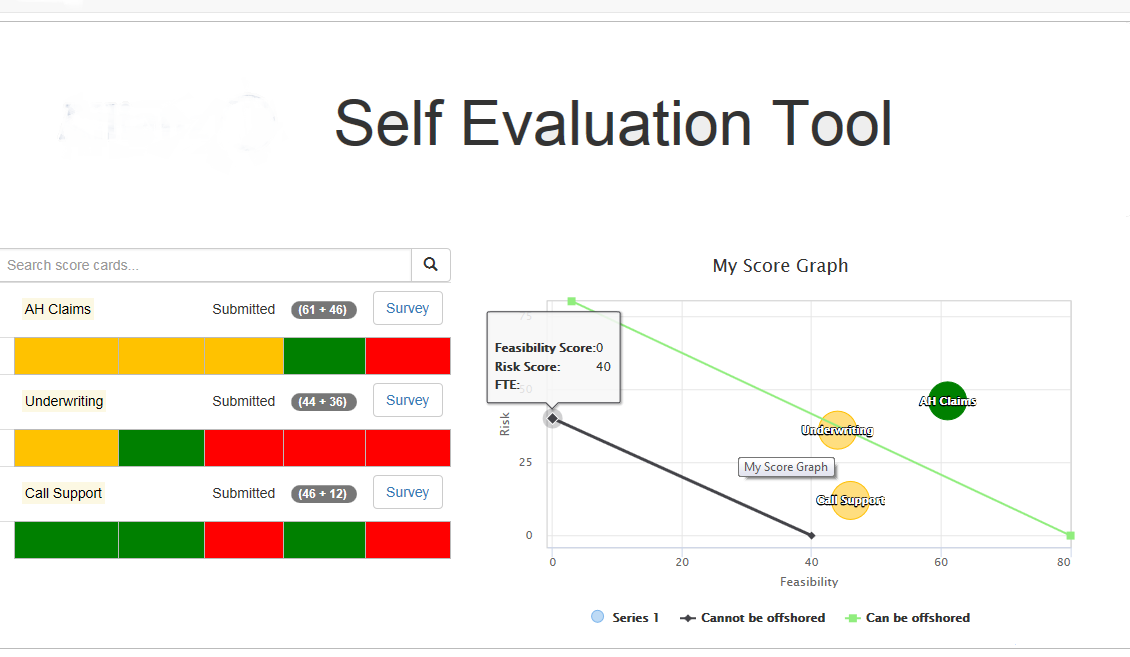 Self Evaluation Tool
Search score cards...
AH Claims Submitted (61 + 46) Survey
Underwriting Submitted (44 + 36) Survey
Call Support Submitted (46 + 12) Survey
My Score Graph
75
50
25
0
Risk
Feasibility Score:0
Risk Score: 40
FTE:
AH Claims
Underwriting
My Score Graph
Call Support
0 20 40 60 80
Feasibility
Series 1 Cannot be offshored Can be offshored